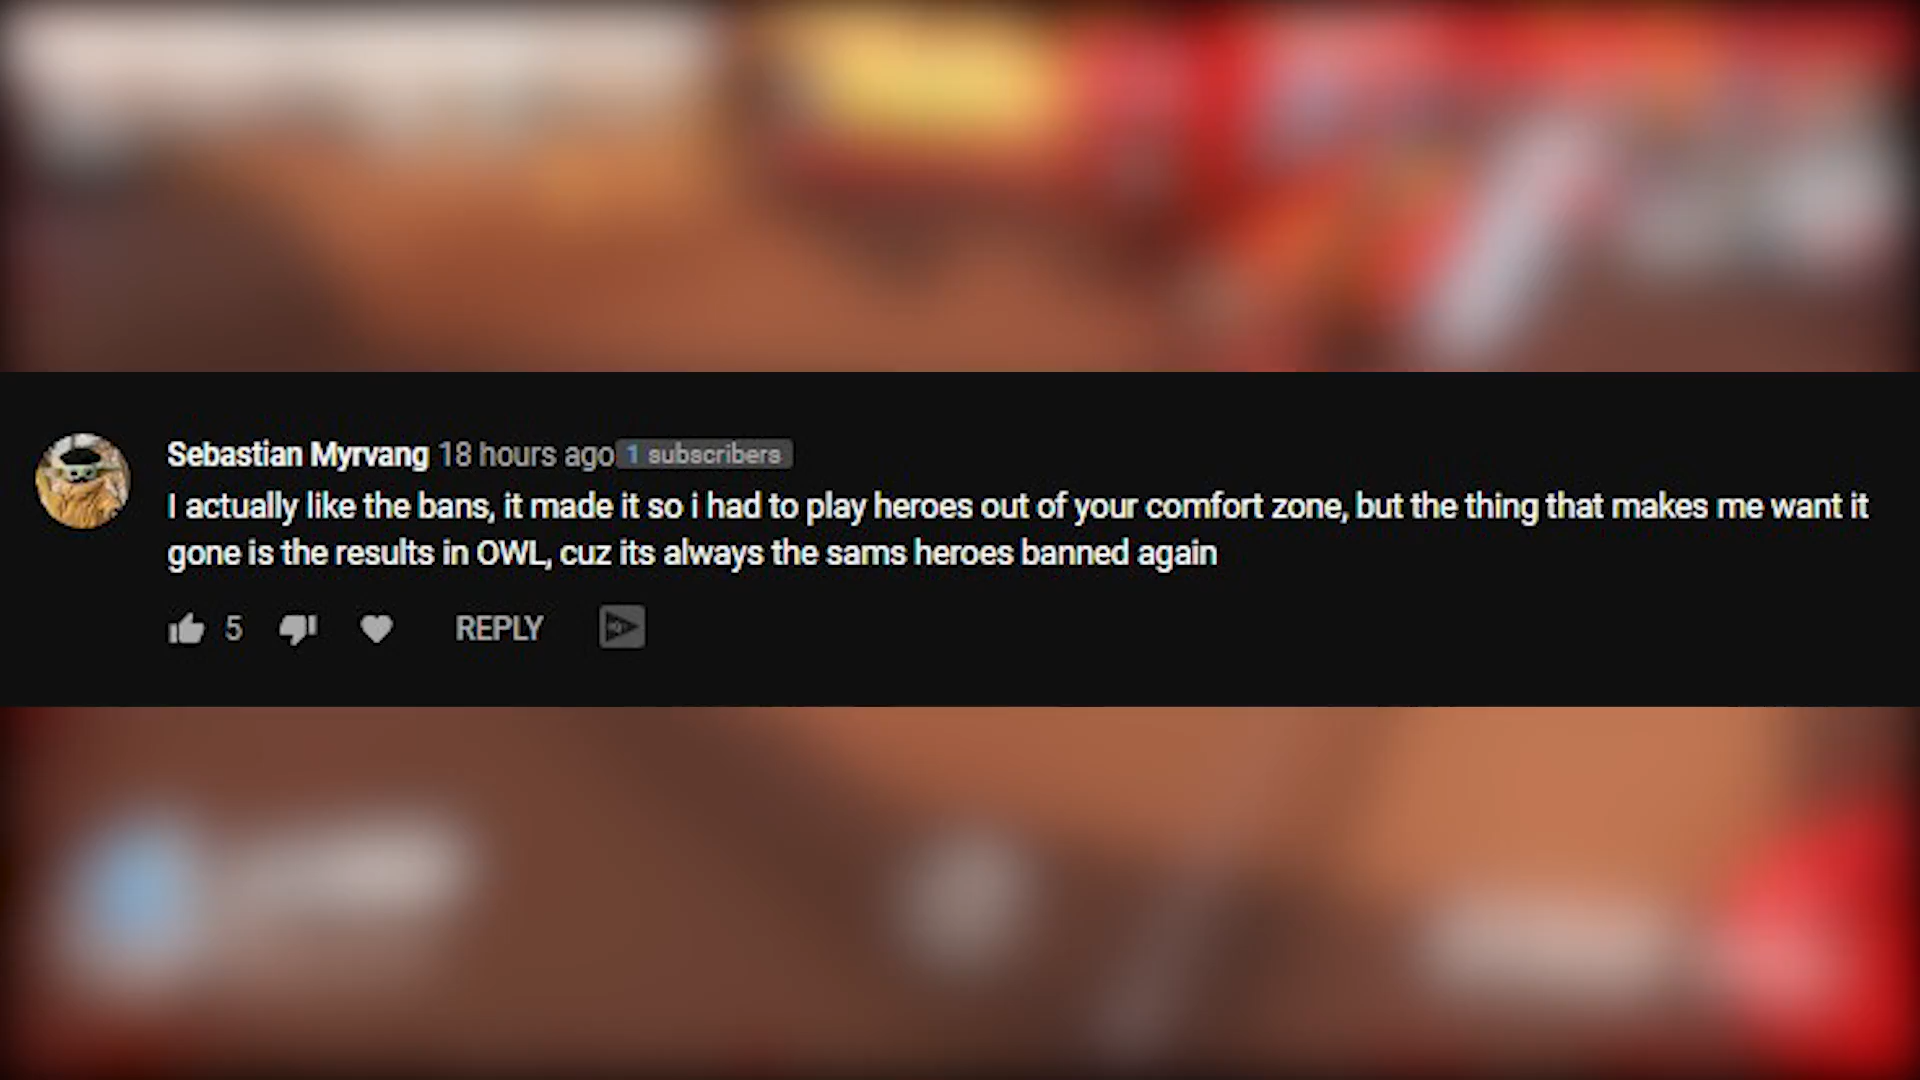 Sebastian Myrvang 18 hours ago 1 subscribers
I actually like the bans, it made it so i had to play heroes out of your comfort zone, but the thing that makes me want it
gone is the results in OWL, cuz its always the sams heroes banned again
5 REPLY